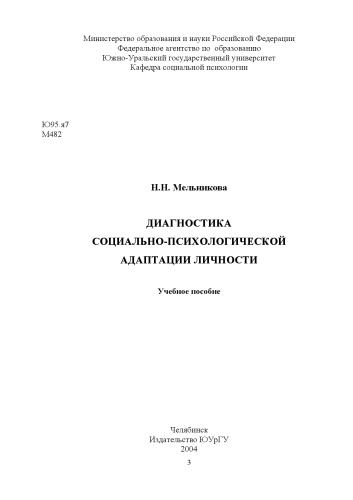 Министерство образования и науки Российской Федерации
Федеральное агентство по образованию
Южно-Уральский государственный университет
Кафедра социальной психологии
Ю95.я7
М482
Н.Н. Мельникова
ДИАГНОСТИКА
СОЦИАЛЬНО-ПСИХОЛОГИЧЕСКОЙ
АДАПТАЦИИ ЛИЧНОСТИ
Учебное пособие
Челябинск
Издательство ЮУрГУ
2004
3